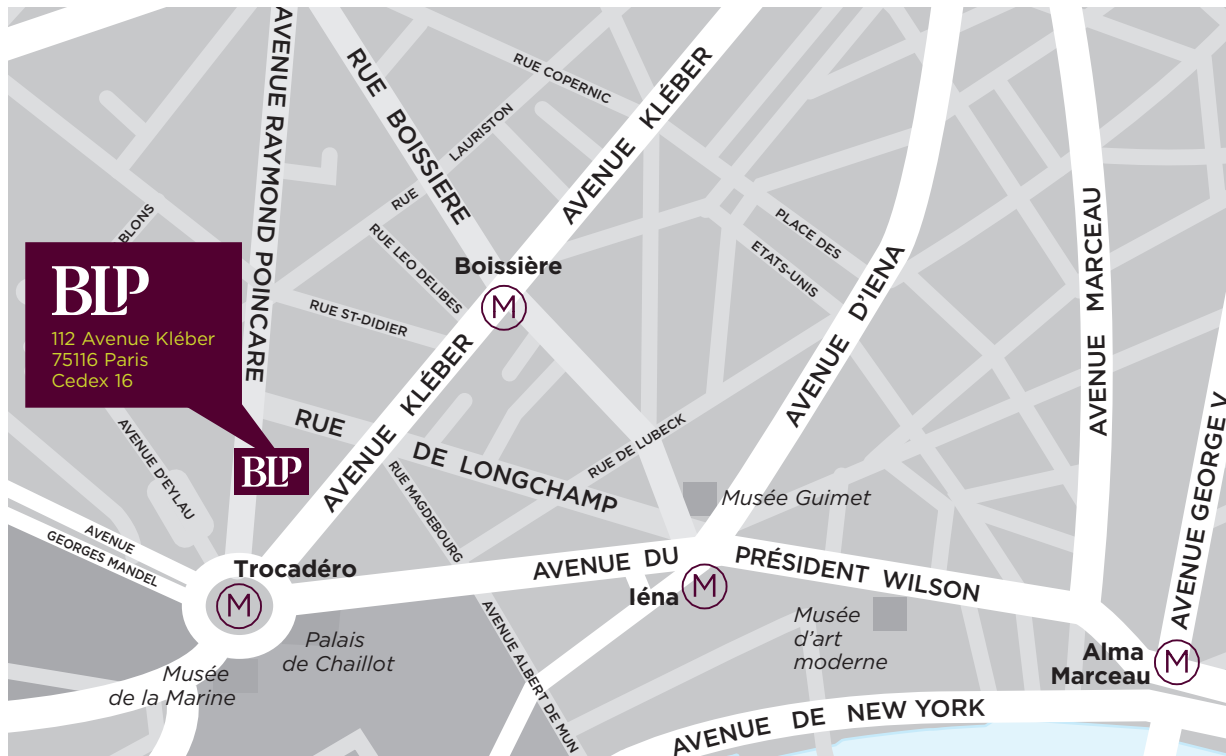 AVENUE RAYMOND POINCARE
RUE BOISSIERE
RUE COPERNIC
AVENUE KLÉBER
RUE LAURISTON
BLONS
RUE LEO DELIBES
Boissière
M
PLACE DES
ETATS-UNIS
AVENUE D'IENA
AVENUE MARCEAU
BLP
112 Avenue Kléber
75116 Paris
Cedex 16
RUE ST-DIDIER
AVENUE KLÉBER
RUE DE LONGCHAMP
AVENUE D'EYLAU
BLP
RUE MAGDEBOURG
RUE DE LUBECK
Musée Guimet
AVENUE GEORGE V
AVENUE
GEORGES MANDEL
Trocadéro
M
AVENUE DU PRÉSIDENT WILSON
Iéna
M
Palais
de Chaillot
Musée
de la Marine
AVENUE ALBERT DE MUN
Musée
d'art
moderne
Alma
Marceau
M
AVENUE DE NEW YORK